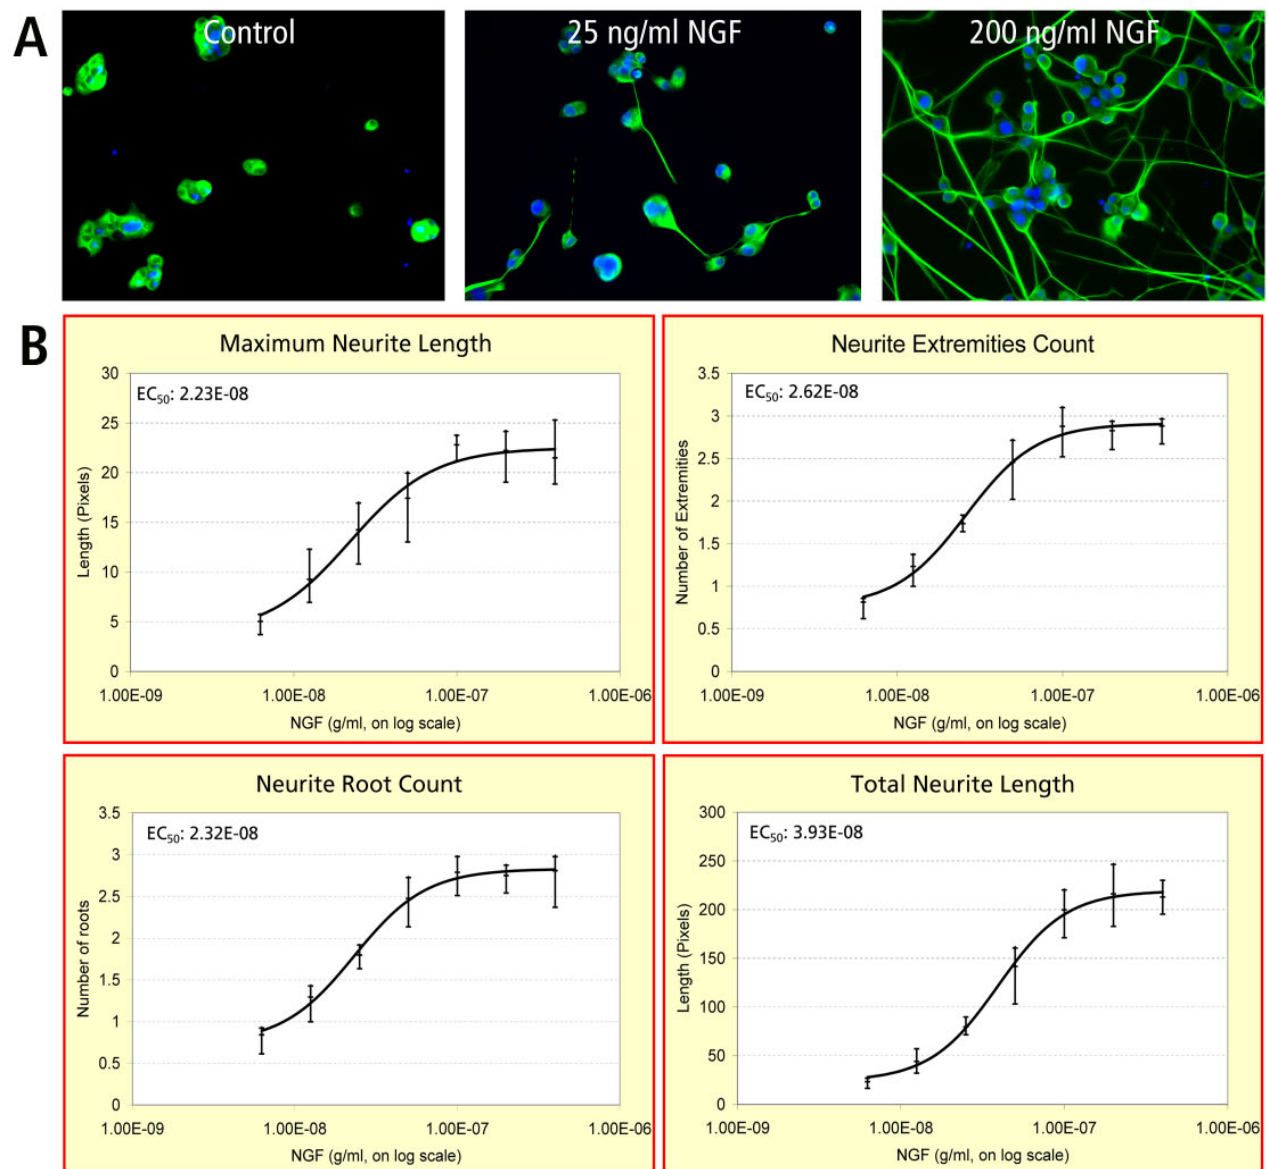 A
Control
25 ng/ml NGF
200 ng/ml NGF
B
Maximum Neurite Length
EC50: 2.23E-08
30
25
20
15
10
5
0
Length (Pixels)
1.00E-09 1.00E-08 1.00E-07 1.00E-06
NGF (g/ml, on log scale)
Neurite Extremities Count
EC50: 2.62E-08
3.5
3
2.5
2
1.5
1
0.5
0
Number of Extremities
1.00E-09 1.00E-08 1.00E-07 1.00E-06
NGF (g/ml, on log scale)
Neurite Root Count
EC50: 2.32E-08
3.5
3
2.5
2
1.5
1
0.5
0
Number of roots
1.00E-09 1.00E-08 1.00E-07 1.00E-06
NGF (g/ml, on log scale)
Total Neurite Length
EC50: 3.93E-08
300
250
200
150
100
50
0
Length (Pixels)
1.00E-09 1.00E-08 1.00E-07 1.00E-06
NGF (g/ml, on log scale)